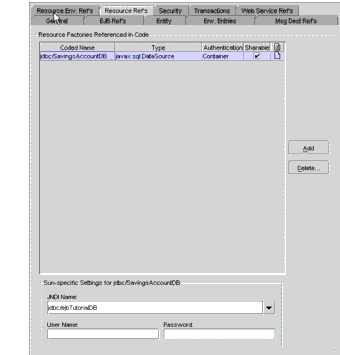 Resource Env. Ref's Resource Ref's Security Transactions Web Service Ref's
General EJB Ref's Entity Env. Entries Msg Dest Ref's
Resource Factories Referenced in Code
Coded Name Type Authentication Sharable
jdbc/SavingsAccountDB javax.sql.DataSource Container
Add
Delete...
Sun-specific Settings for jdbc/SavingsAccountDB
JNDI Name:
jdbc/ejbTutorialDB
User Name: Password: